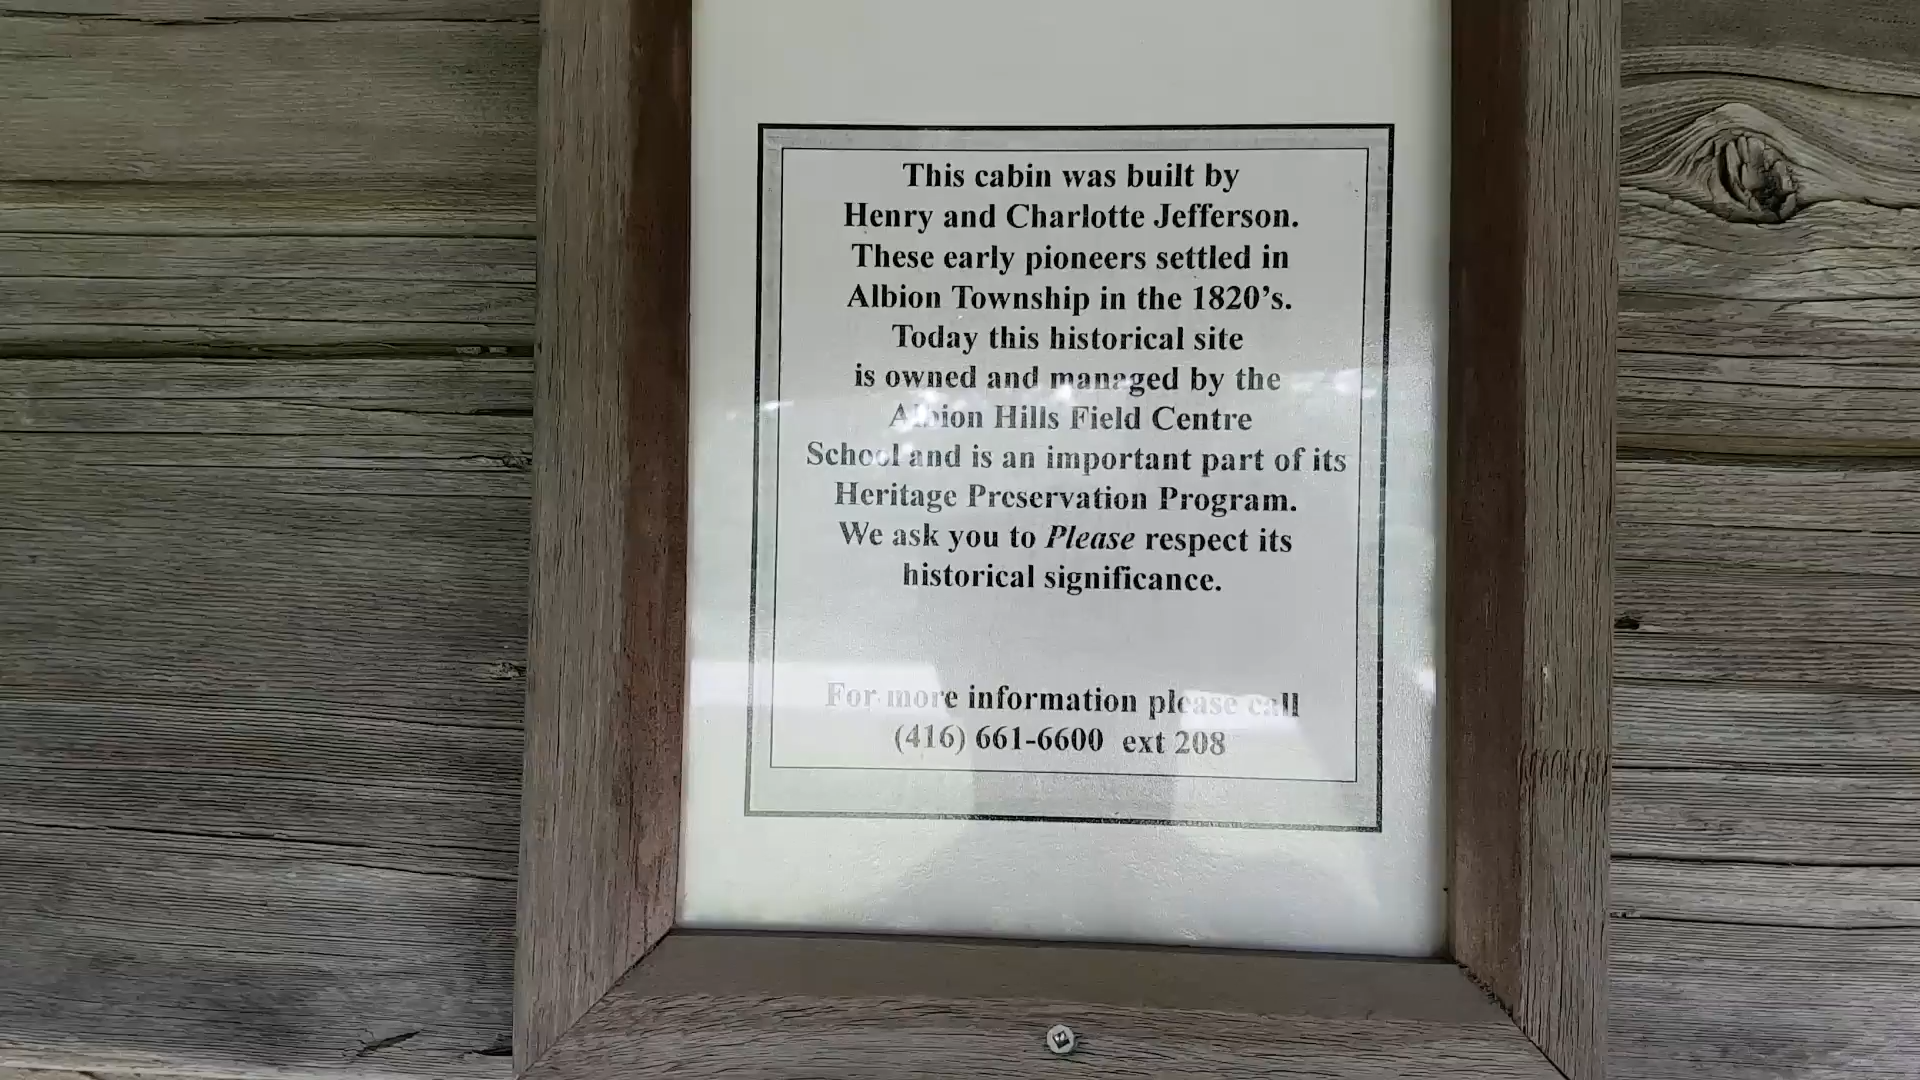 This cabin was built by
Henry and Charlotte Jefferson.
These early pioneers settled in
Albion Township in the 1820's.
Today this historical site
is owned and managed by the
Albion Hills Field Centre
School and is an important part of its
Heritage Preservation Program.
We ask you to Please respect its
historical significance.
For more information please call
(416) 661-6600 ext 208